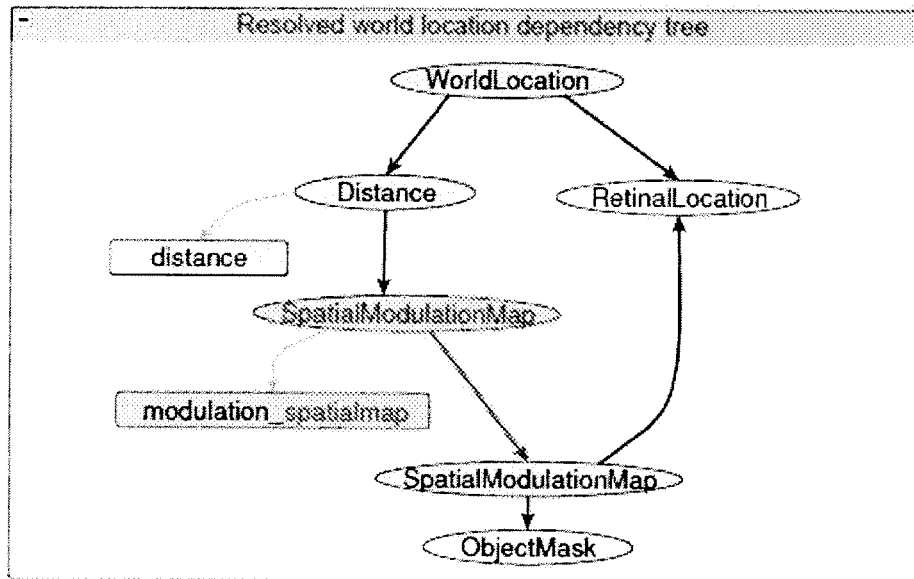 Resolved world location dependency tree
WorldLocation
Distance
RetinalLocation
distance
SpatialModulationMap
modulation_spatialmap
SpatialModulationMap
ObjectMask